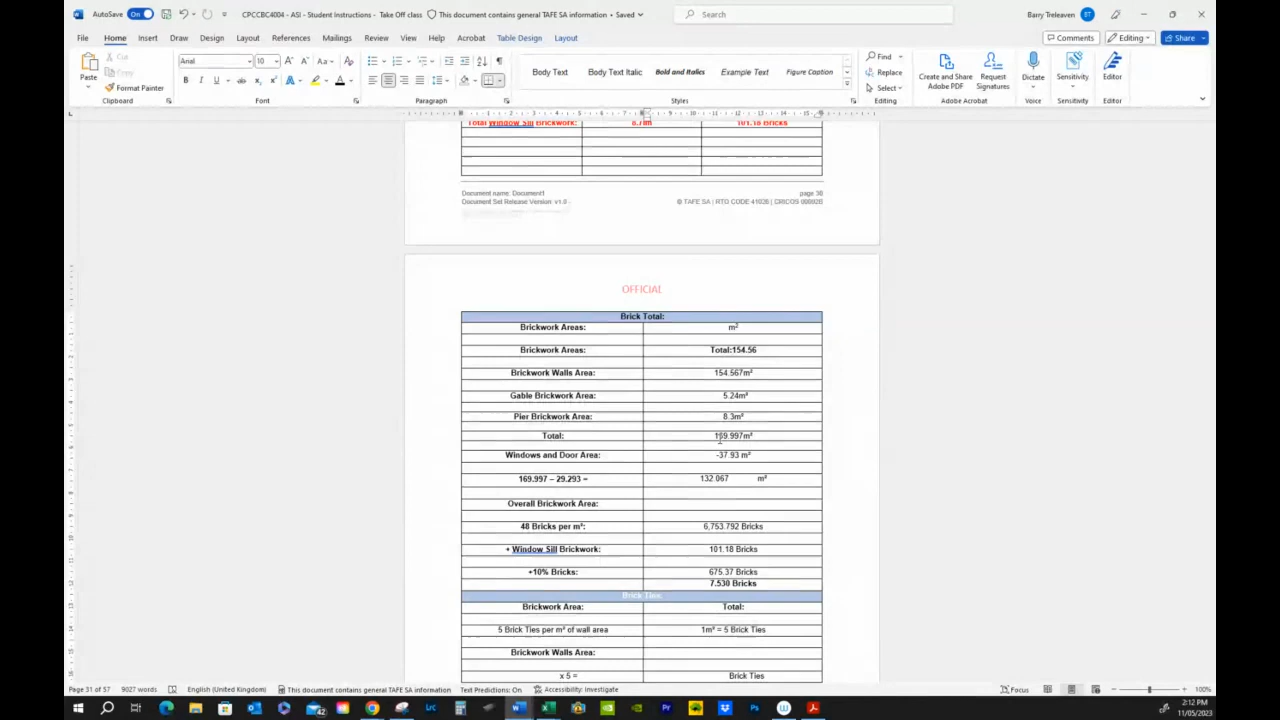 AutoSave On CPCCBC4004 - ASI - Student Instructions - Take Off class This document contains general TAFE SA information • Saved Search Barry Treleaven BT
File Home Insert Draw Design Layout References Mailings Review View Help Acrobat Table Design Layout Comments Editing Share
Paste Cut Copy Format Painter
Arial 10
Body Text Body Text Italic Bold and Italics Example Text Figure Caption
Find Replace Select
Create and Share Adobe PDF Request Signatures Dictate Sensitivity Editor
Clipboard Font Paragraph Styles Editing Adobe Acrobat Voice Sensitivity Editor
Total Window Sill Brickwork: 8.7m 101.18 Bricks
Document name: Document1 page 30
Document Set Release Version v1.0 - © TAFE SA | RTO CODE 41026 | CRICOS 00092B
OFFICIAL
Brick Total:
Brickwork Areas: m²
Brickwork Areas: Total:154.56
Brickwork Walls Area: 154.567m²
Gable Brickwork Area: 5.24m²
Pier Brickwork Area: 8.3m²
Total: 169.997m²
Windows and Door Area: -37.93 m²
169.997 – 29.293 = 132.067 m²
Overall Brickwork Area:
48 Bricks per m²: 6,753.792 Bricks
+ Window Sill Brickwork: 101.18 Bricks
+10% Bricks: 675.37 Bricks
7.530 Bricks
Brick Ties:
Brickwork Area: Total:
5 Brick Ties per m² of wall area 1m² = 5 Brick Ties
Brickwork Walls Area:
x 5 = Brick Ties
Page 31 of 57 9027 words English (United Kingdom) This document contains general TAFE SA information Text Predictions: On Accessibility: Investigate Focus 100%
2:12 PM
11/05/2023